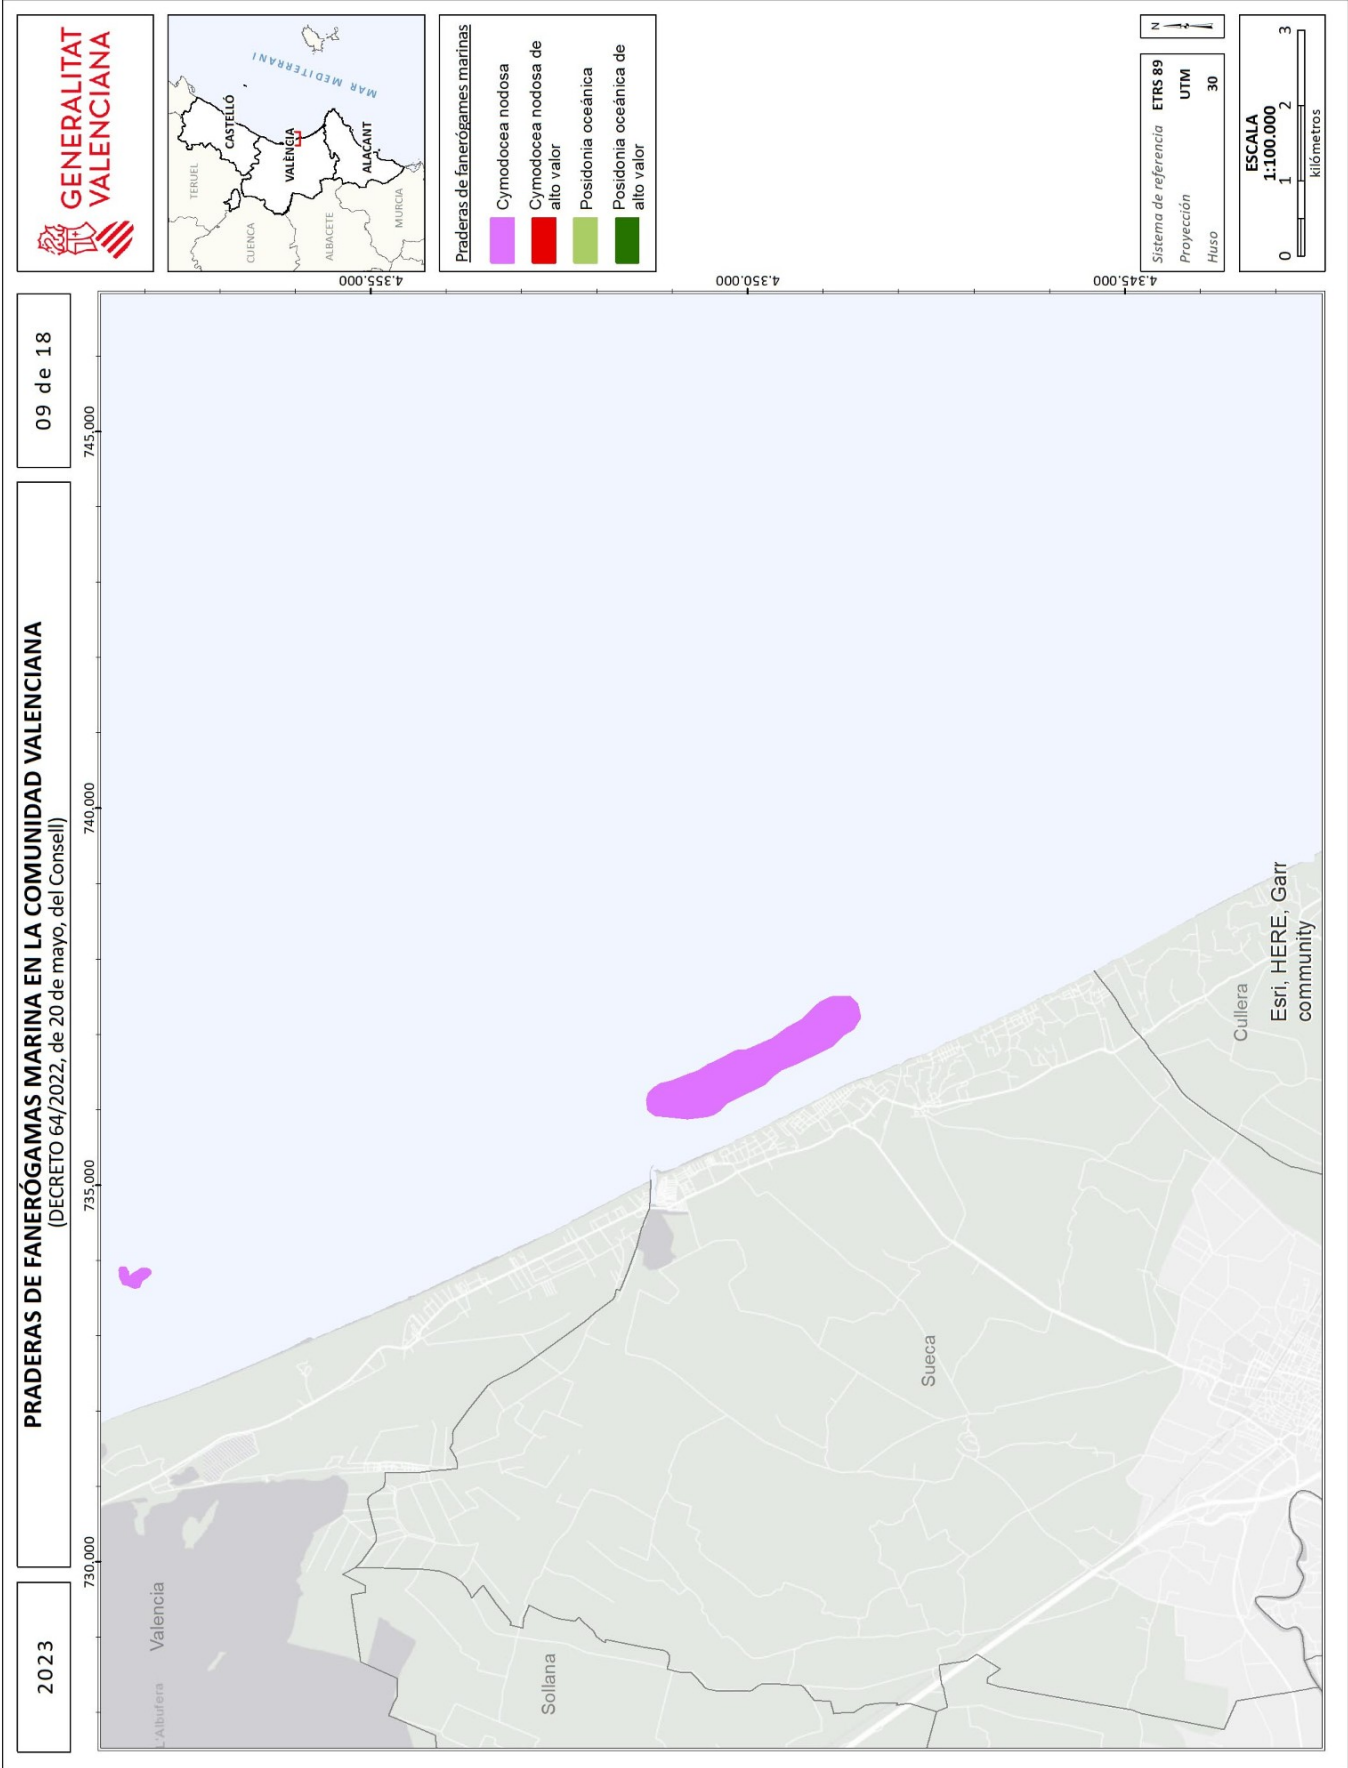 2023
PRADERAS DE FANERÓGAMAS MARINA EN LA COMUNIDAD VALENCIANA
(DECRETO 64/2022, de 20 de mayo, del Consell)
09 de 18
GENERALITAT
VALENCIANA
TERUEL
CASTELLÓ
CUENCA
VALÈNCIA
ALBACETE
ALACANT
MURCIA
MAR MEDITERRANI
Praderas de fanerógames marinas
Cymodocea nodosa
Cymodocea nodosa de
alto valor
Posidonia oceánica
Posidonia oceánica de
alto valor
N
Sistema de referencia ETRS 89
Proyección UTM
Huso 30
ESCALA
1:100.000
0 1 2 3
kilómetros
730.000
735.000
740.000
745.000
4.355.000
4.350.000
4.345.000
L'Albufera
Valencia
Sollana
Sueca
Cullera
Esri, HERE, Garr
community